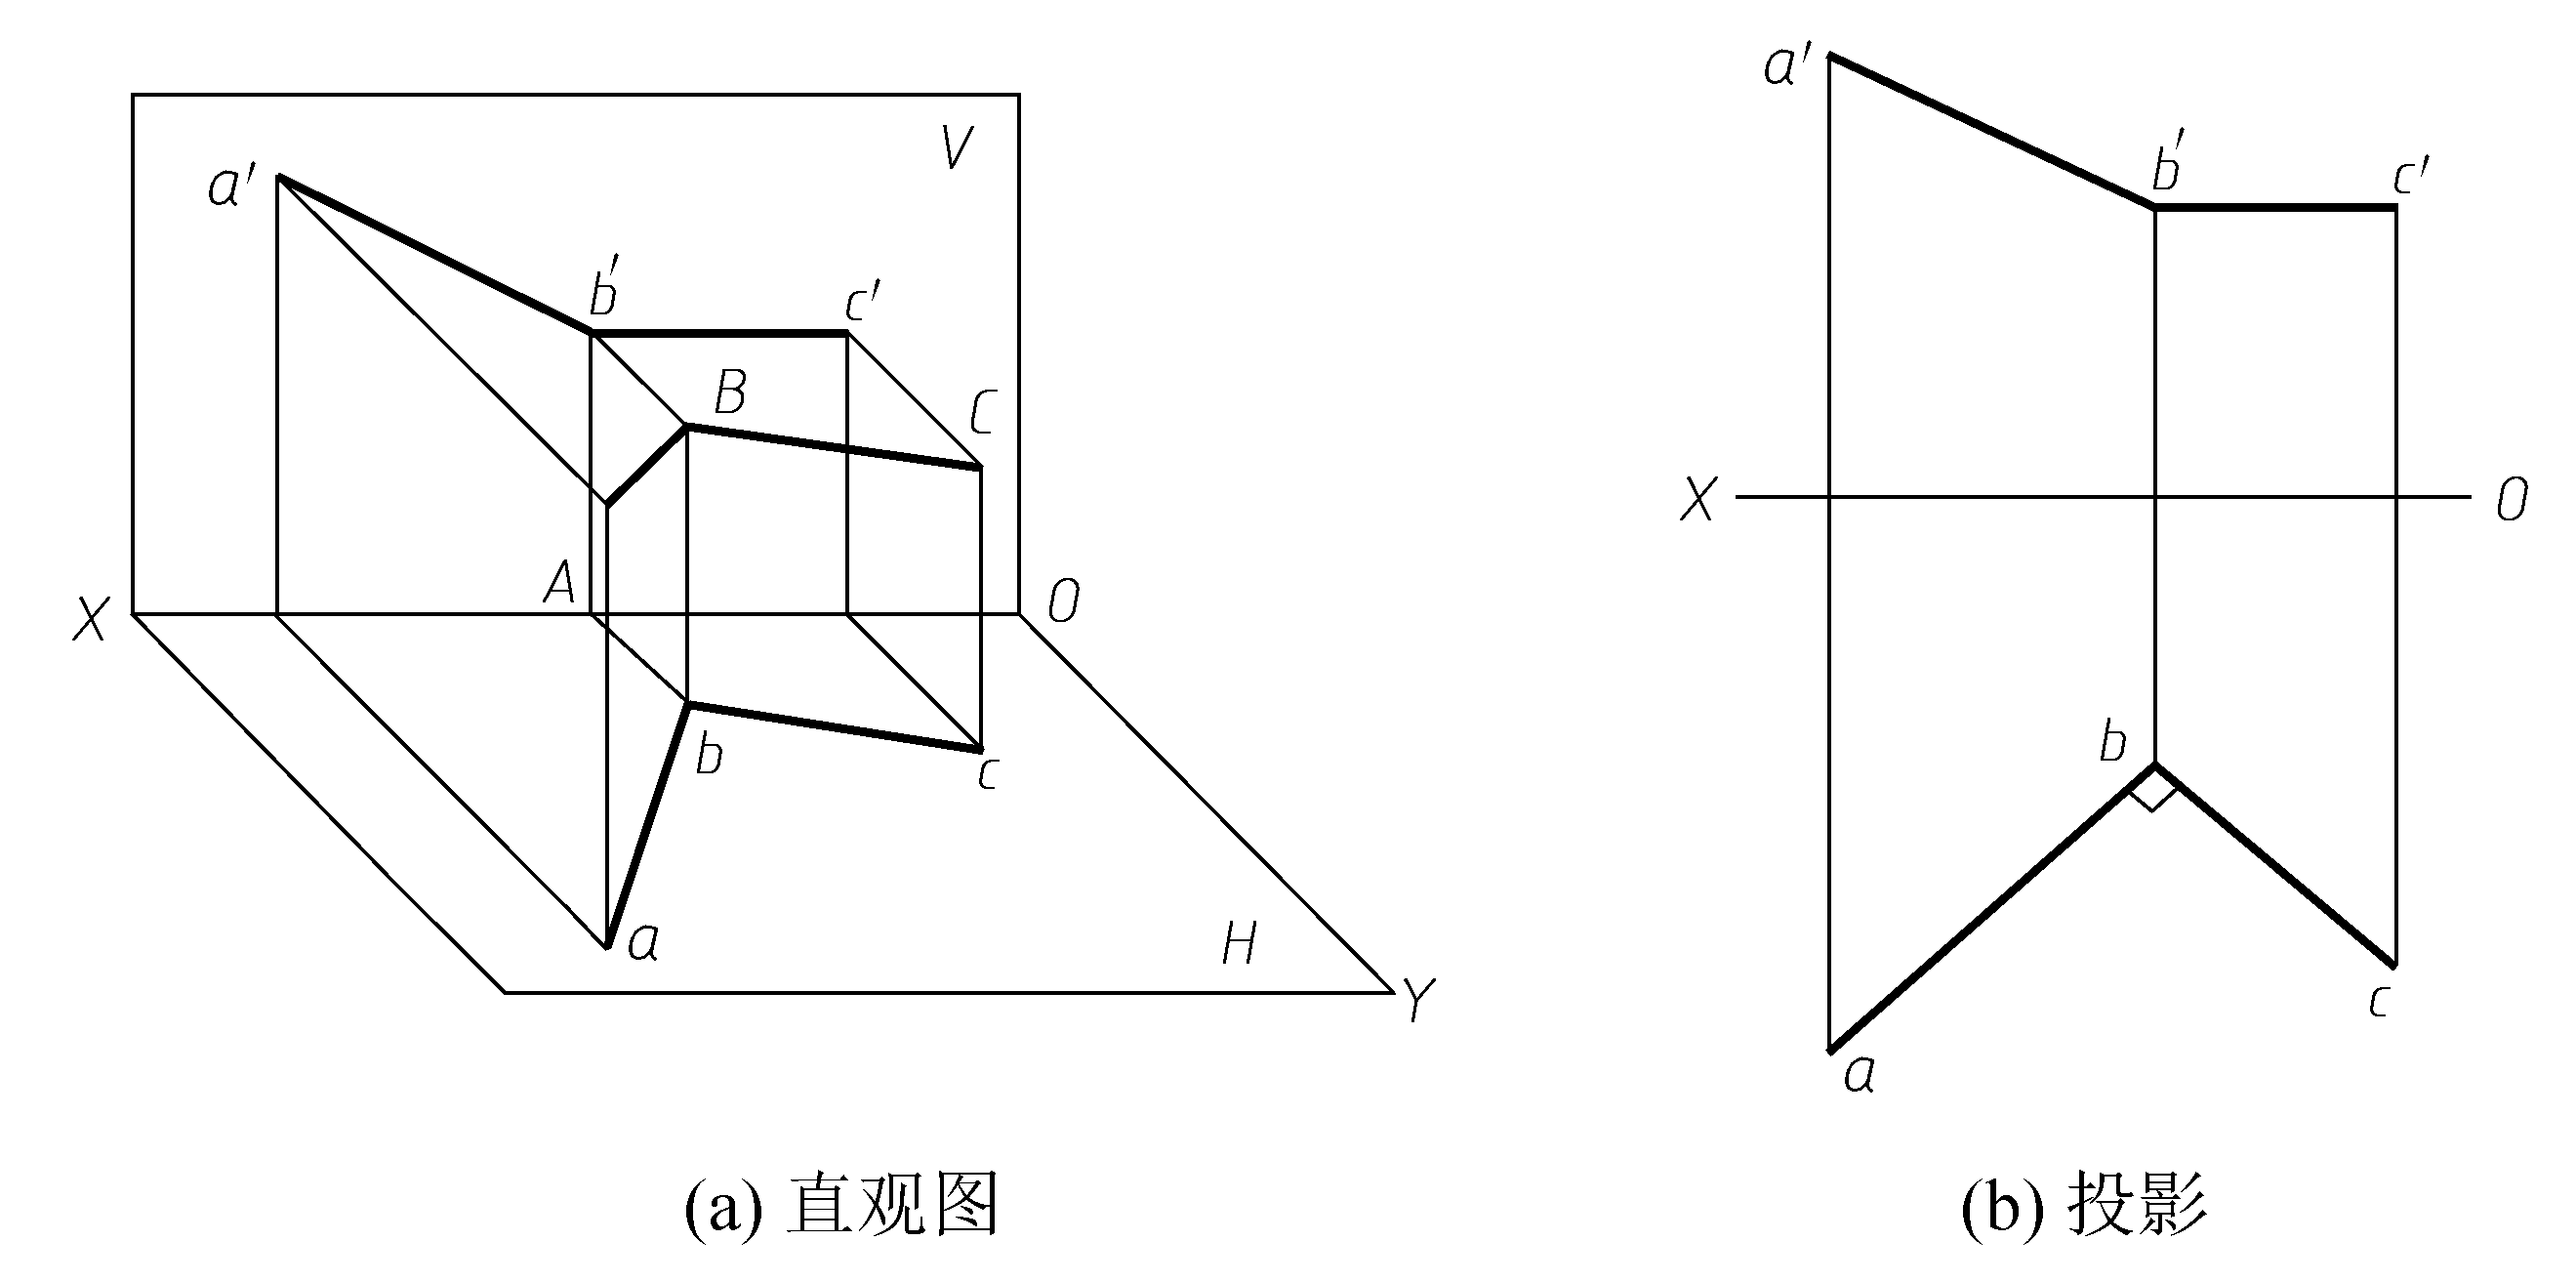 V
a′
b′
c′
B
C
A
X
O
b
c
a
H
Y
(a) 直观图
a′
b′
c′
X
O
b
c
a
(b) 投影